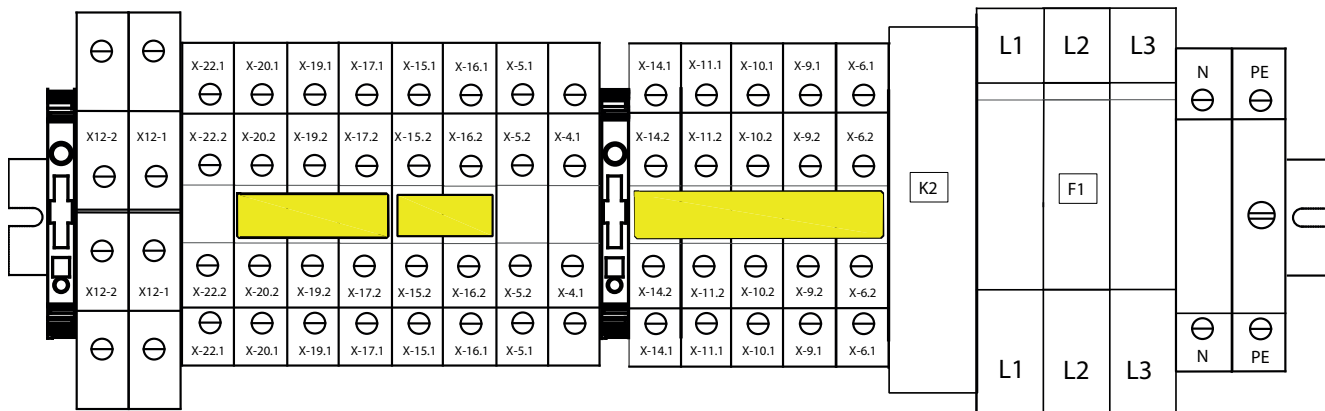 L1 L2 L3
X-22.1 X-20.1 X-19.1 X-17.1 X-15.1 X-16.1 X-5.1 X-14.1 X-11.1 X-10.1 X-9.1 X-6.1 N PE
X12-2 X12-1 X-22.2 X-20.2 X-19.2 X-17.2 X-15.2 X-16.2 X-5.2 X-4.1 X-14.2 X-11.2 X-10.2 X-9.2 X-6.2
K2 F1
X12-2 X12-1 X-22.2 X-20.2 X-19.2 X-17.2 X-15.2 X-16.2 X-5.2 X-4.1 X-14.2 X-11.2 X-10.2 X-9.2 X-6.2
X-22.1 X-20.1 X-19.1 X-17.1 X-15.1 X-16.1 X-5.1 X-14.1 X-11.1 X-10.1 X-9.1 X-6.1 N PE
L1 L2 L3